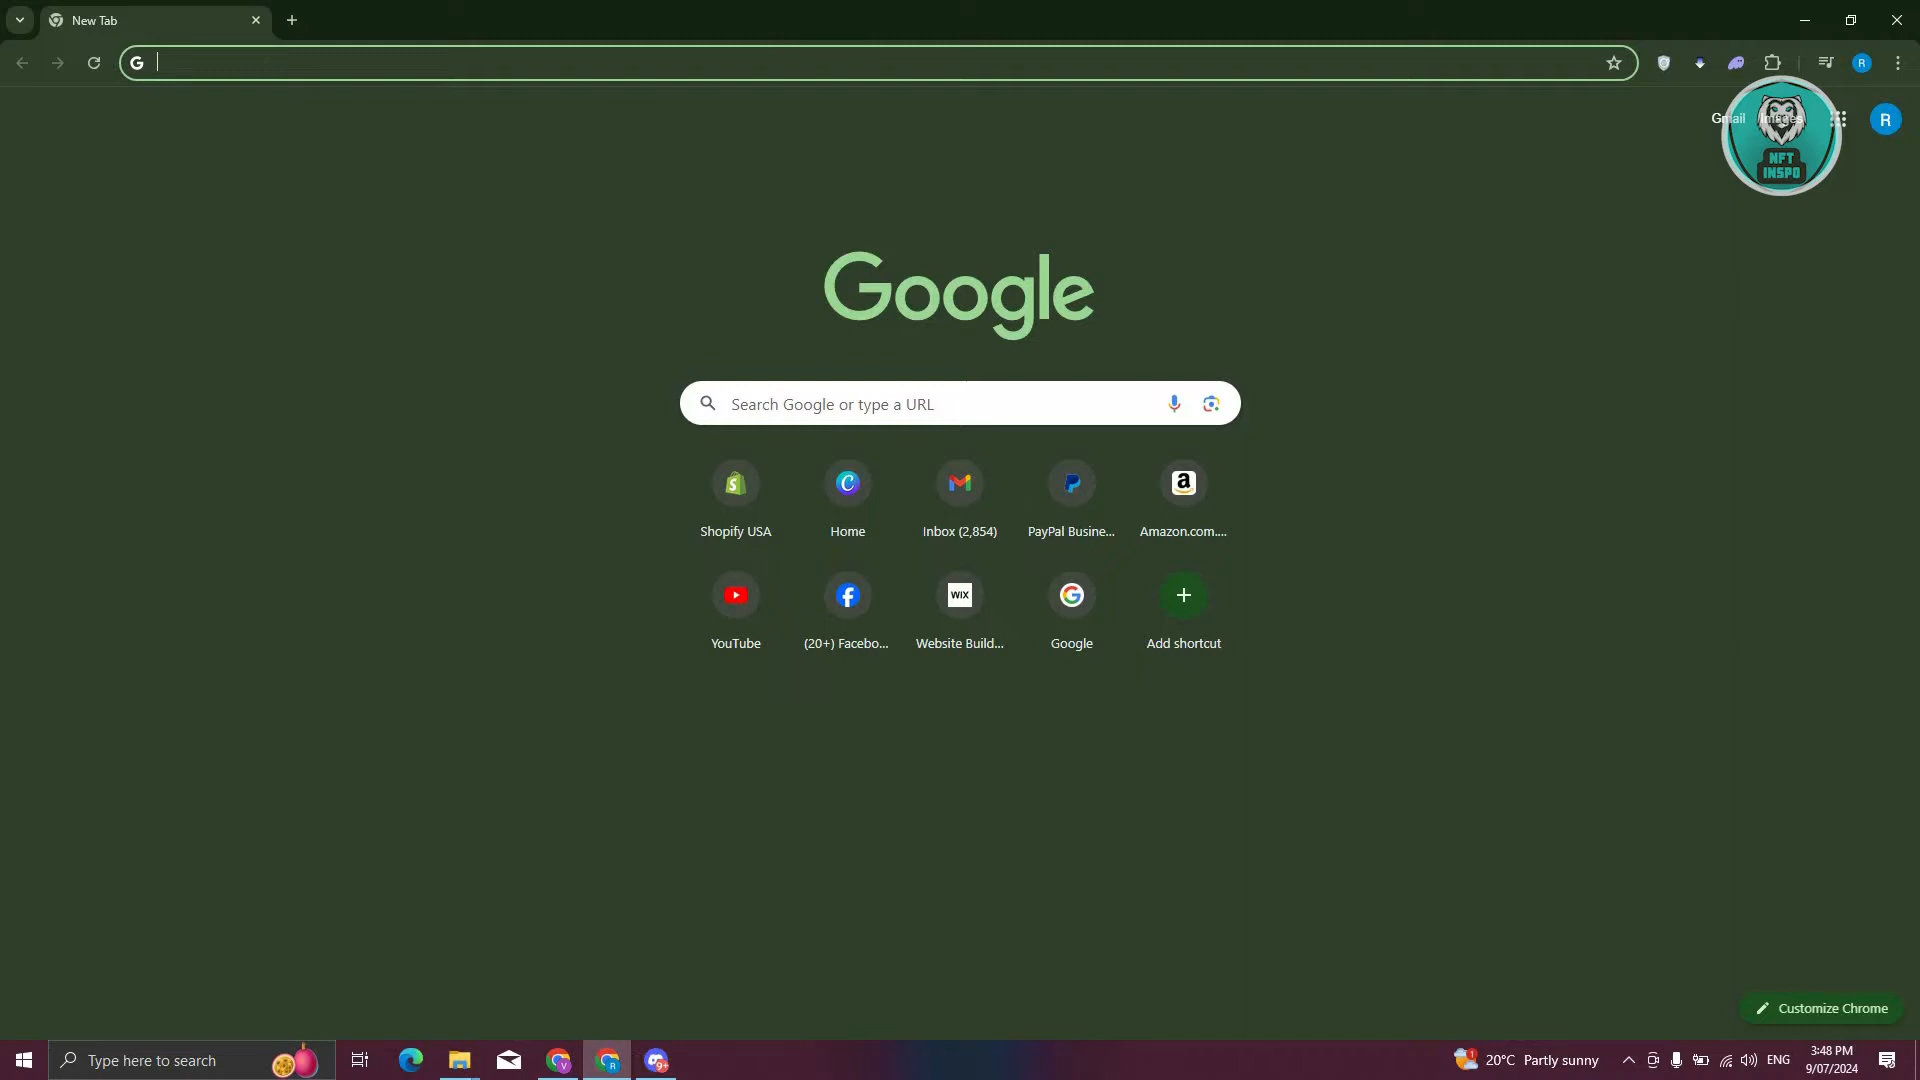 New Tab
R
Gmail Images
R
NFT
INSPO
Google
Search Google or type a URL
Shopify USA
Home
Inbox (2,854)
PayPal Busine...
Amazon.com....
WIX
YouTube
(20+) Facebo...
Website Build...
Google
Add shortcut
Customize Chrome
Type here to search
V
R
9+
1
20°C Partly sunny
ENG
3:48 PM
9/07/2024